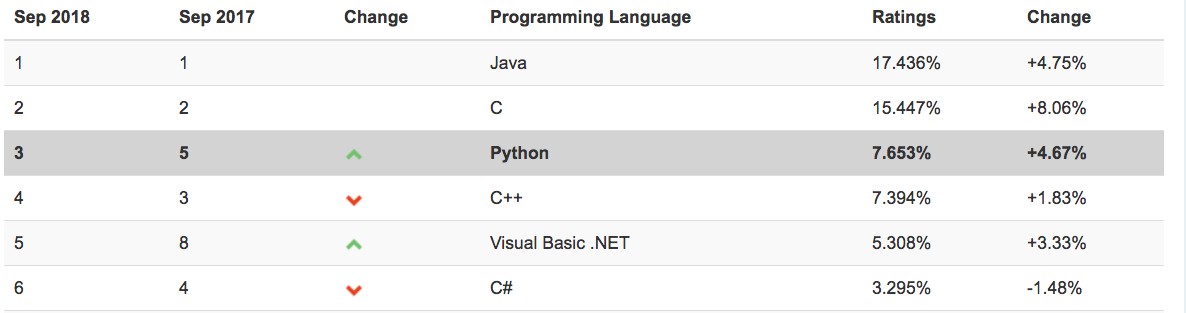 Sep 2018 Sep 2017 Change Programming Language Ratings Change
1 1 Java 17.436% +4.75%
2 2 C 15.447% +8.06%
3 5 Python 7.653% +4.67%
4 3 C++ 7.394% +1.83%
5 8 Visual Basic .NET 5.308% +3.33%
6 4 C# 3.295% -1.48%